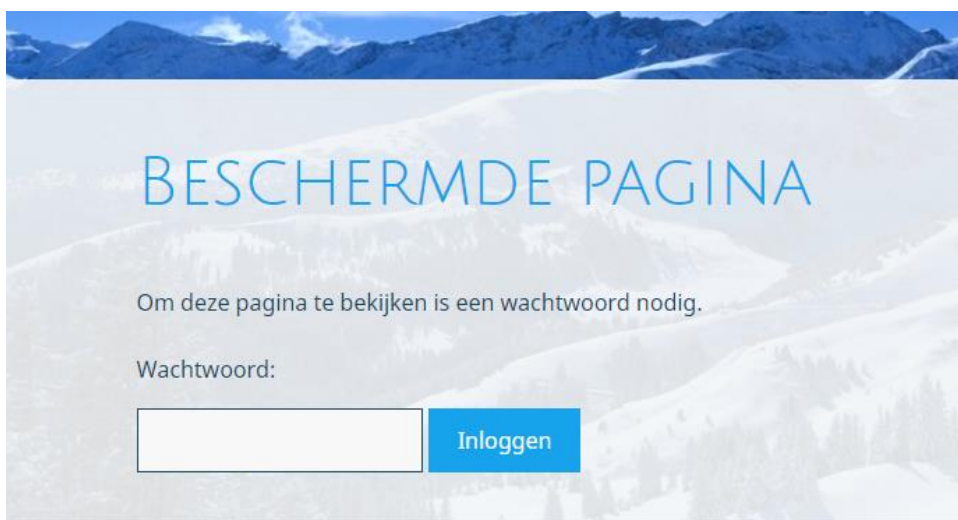 Beschermde pagina
Om deze pagina te bekijken is een wachtwoord nodig.
Wachtwoord:
Inloggen